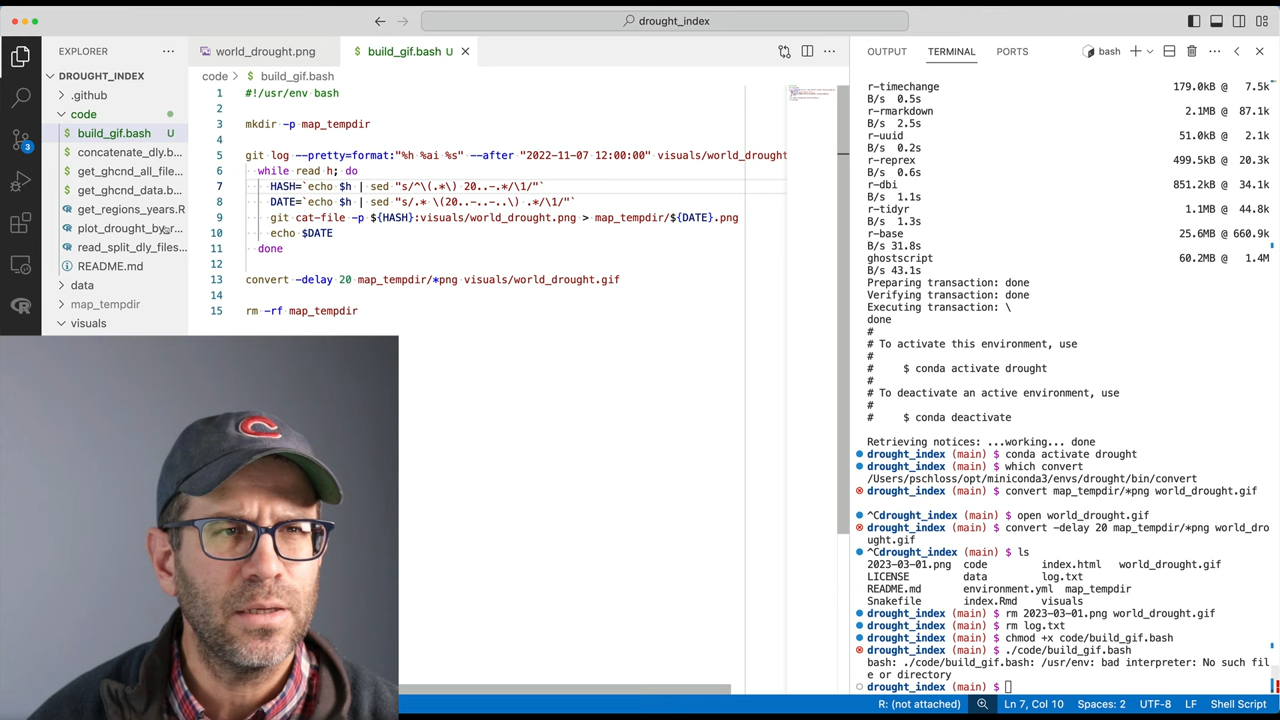 drought_index
EXPLORER
DROUGHT_INDEX
.github
code
build_gif.bash U
concatenate_dly.b...
get_ghcnd_all_file...
get_ghcnd_data.b...
get_regions_years.R
plot_drought_by_r...
read_split_dly_files...
README.md
data
map_tempdir
visuals
3
world_drought.png
build_gif.bash U
code > build_gif.bash
1 #!/usr/env bash
2
3 mkdir -p map_tempdir
4
5 git log --pretty=format:"%h %ai %s" --after "2022-11-07 12:00:00" visuals/world_drought
6 while read h; do
7 HASH=`echo $h | sed "s/^\(.*\) 20..-.*/\1/"`
8 DATE=`echo $h | sed "s/.* \(20..-..-..\) .*/\1/"`
9 git cat-file -p ${HASH}:visuals/world_drought.png > map_tempdir/${DATE}.png
10 echo $DATE
11 done
12
13 convert -delay 20 map_tempdir/*png visuals/world_drought.gif
14
15 rm -rf map_tempdir
OUTPUT TERMINAL PORTS
bash
r-timechange 179.0kB @ 7.5k
B/s 0.5s
r-rmarkdown 2.1MB @ 87.1k
B/s 2.5s
r-uuid 51.0kB @ 2.1k
B/s 0.2s
r-reprex 499.5kB @ 20.3k
B/s 0.6s
r-dbi 851.2kB @ 34.1k
B/s 1.1s
r-tidyr 1.1MB @ 44.8k
B/s 1.3s
r-base 25.6MB @ 660.9k
B/s 31.8s
ghostscript 60.2MB @ 1.4M
B/s 43.1s
Preparing transaction: done
Verifying transaction: done
Executing transaction: \
done
#
# To activate this environment, use
#
# $ conda activate drought
#
# To deactivate an active environment, use
#
# $ conda deactivate
Retrieving notices: ...working... done
drought_index (main) $ conda activate drought
drought_index (main) $ which convert
/Users/pschloss/opt/miniconda3/envs/drought/bin/convert
drought_index (main) $ convert map_tempdir/*png world_drought.gif
^Cdrought_index (main) $ open world_drought.gif
drought_index (main) $ convert -delay 20 map_tempdir/*png world_dro
ught.gif
^Cdrought_index (main) $ ls
2023-03-01.png code index.html world_drought.gif
LICENSE data log.txt
README.md environment.yml map_tempdir
Snakefile index.Rmd visuals
drought_index (main) $ rm 2023-03-01.png world_drought.gif
drought_index (main) $ rm log.txt
drought_index (main) $ chmod +x code/build_gif.bash
drought_index (main) $ ./code/build_gif.bash
bash: ./code/build_gif.bash: /usr/env: bad interpreter: No such fil
e or directory
drought_index (main) $
R: (not attached) Ln 7, Col 10 Spaces: 2 UTF-8 LF Shell Script